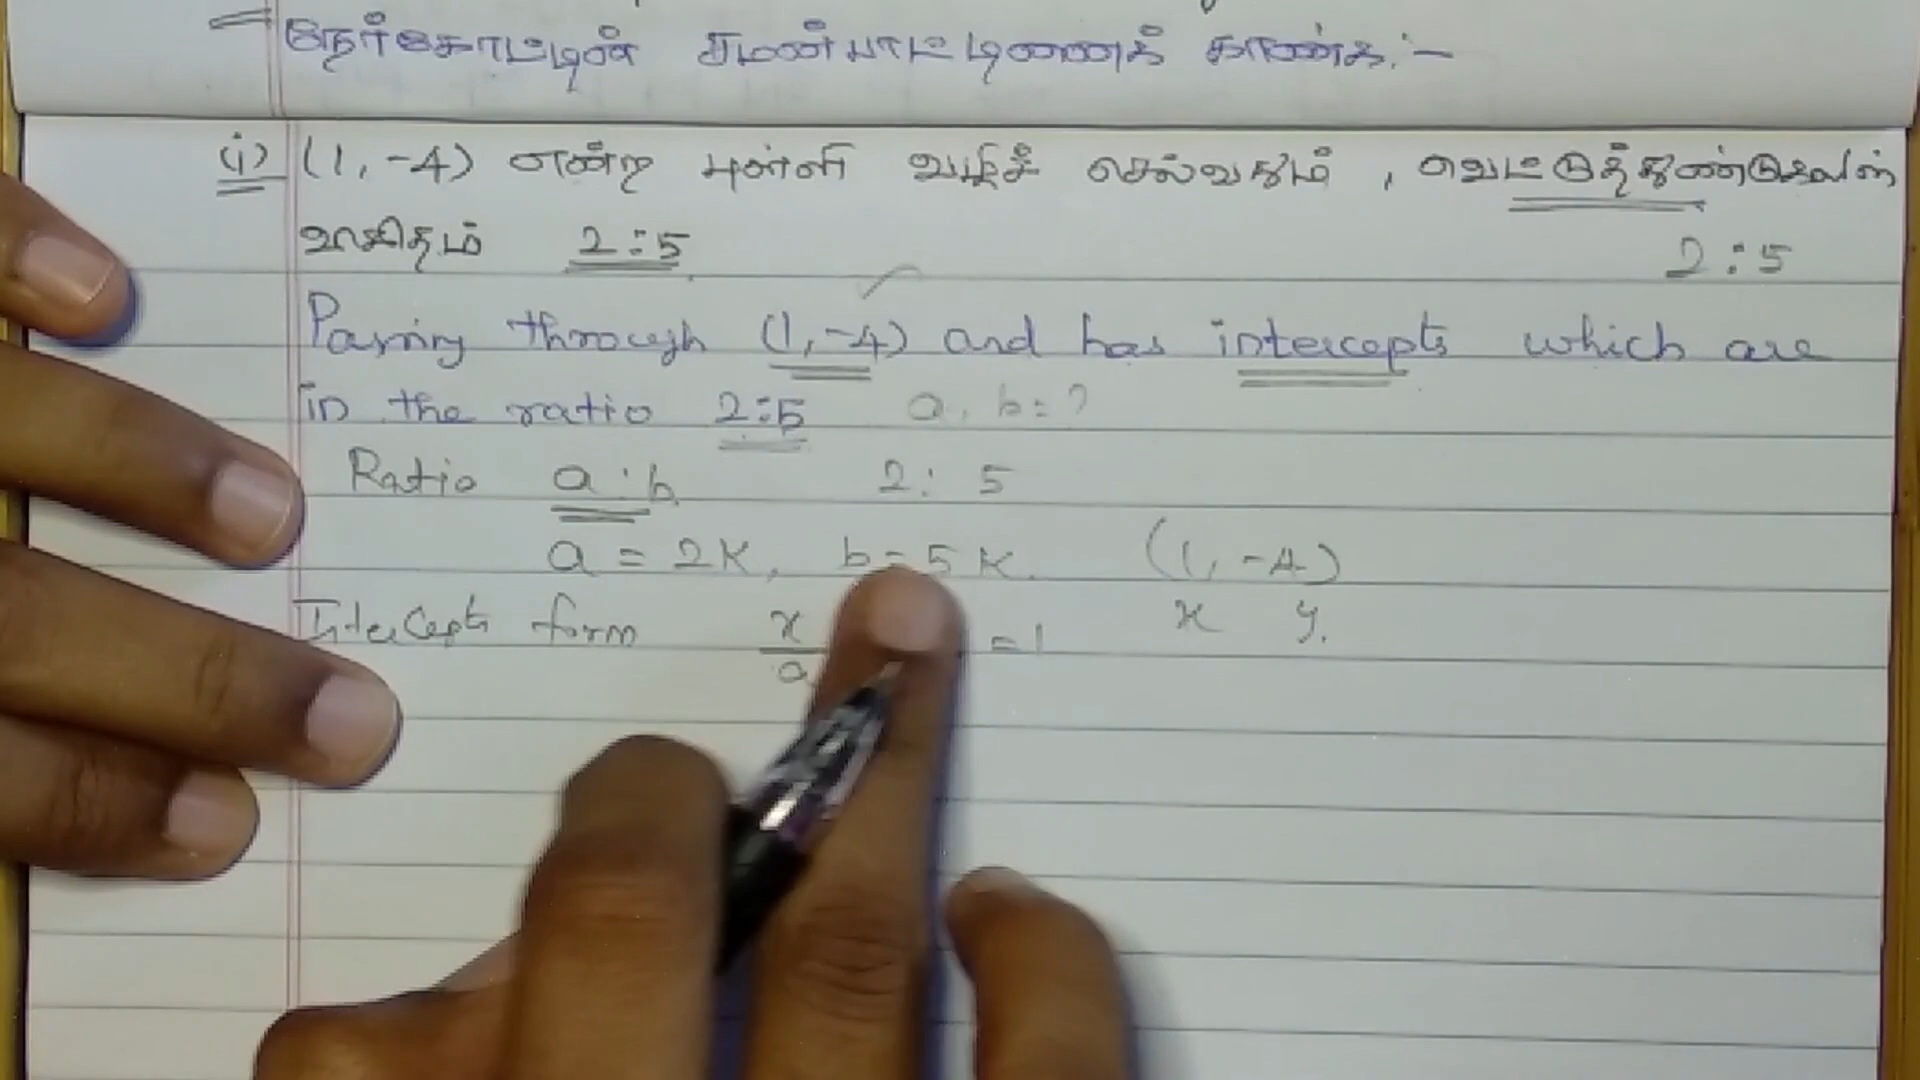 நேர்கோட்டின் சமன்பாட்டினைக் காண்க:-
(i) (1, -4) என்ற புள்ளி வழிச் செல்வதும் , வெட்டுத்துண்டுகளின்
விகிதம் 2:5 2:5
Passing through (1,-4) and has intercepts which are
in the ratio 2:5 a, b=?
Ratio a:b 2: 5
a = 2K, b=5K. (1, -4)
Intercepts form x/a =1 x y.